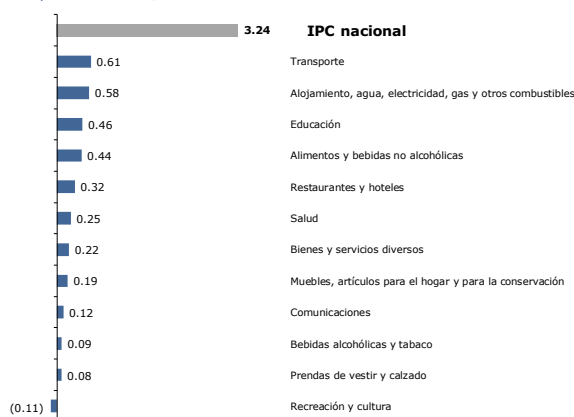 3.24 IPC nacional
0.61 Transporte
0.58 Alojamiento, agua, electricidad, gas y otros combustibles
0.46 Educación
0.44 Alimentos y bebidas no alcohólicas
0.32 Restaurantes y hoteles
0.25 Salud
0.22 Bienes y servicios diversos
0.19 Muebles, artículos para el hogar y para la conservación
0.12 Comunicaciones
0.09 Bebidas alcohólicas y tabaco
0.08 Prendas de vestir y calzado
(0.11) Recreación y cultura